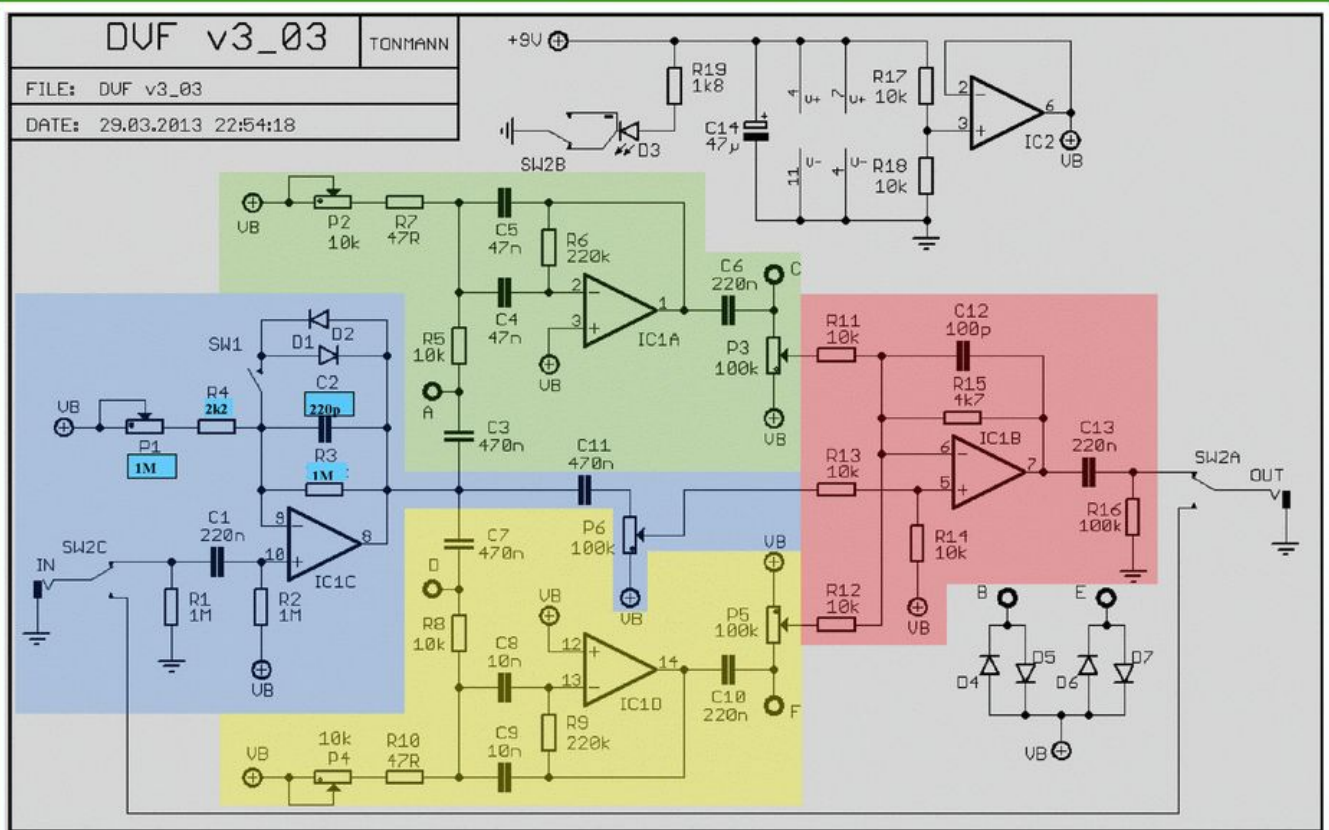 DVF v3_03
TONMANN
FILE: DVF v3_03
DATE: 29.03.2013 22:54:18
+9V
R19
1k8
D3
SW2B
C14
47µ
+
4
V+
7
V+
11
V-
4
V-
R17
10k
R18
10k
2
3
6
IC2
VB
VB
P2
10k
R7
47R
C5
47n
R6
220k
C4
47n
2
3
1
IC1A
VB
C6
220n
C
P3
100k
VB
R5
10k
A
C3
470n
SW1
D1
D2
VB
P1
1M
R4
2k2
C2
220p
R3
1M
9
10
8
IC1C
IN
SW2C
C1
220n
R1
1M
R2
1M
VB
C11
470n
P6
100k
VB
C7
470n
D
R8
10k
C8
10n
VB
12
13
14
IC1D
R9
220k
C9
10n
C10
220n
VB
P5
100k
F
VB
10k
P4
R10
47R
R11
10k
C12
100p
R15
4k7
IC1B
6
5
7
R13
10k
R14
10k
VB
R12
10k
C13
220n
R16
100k
SW2A
OUT
B
E
D4
D5
D6
D7
VB